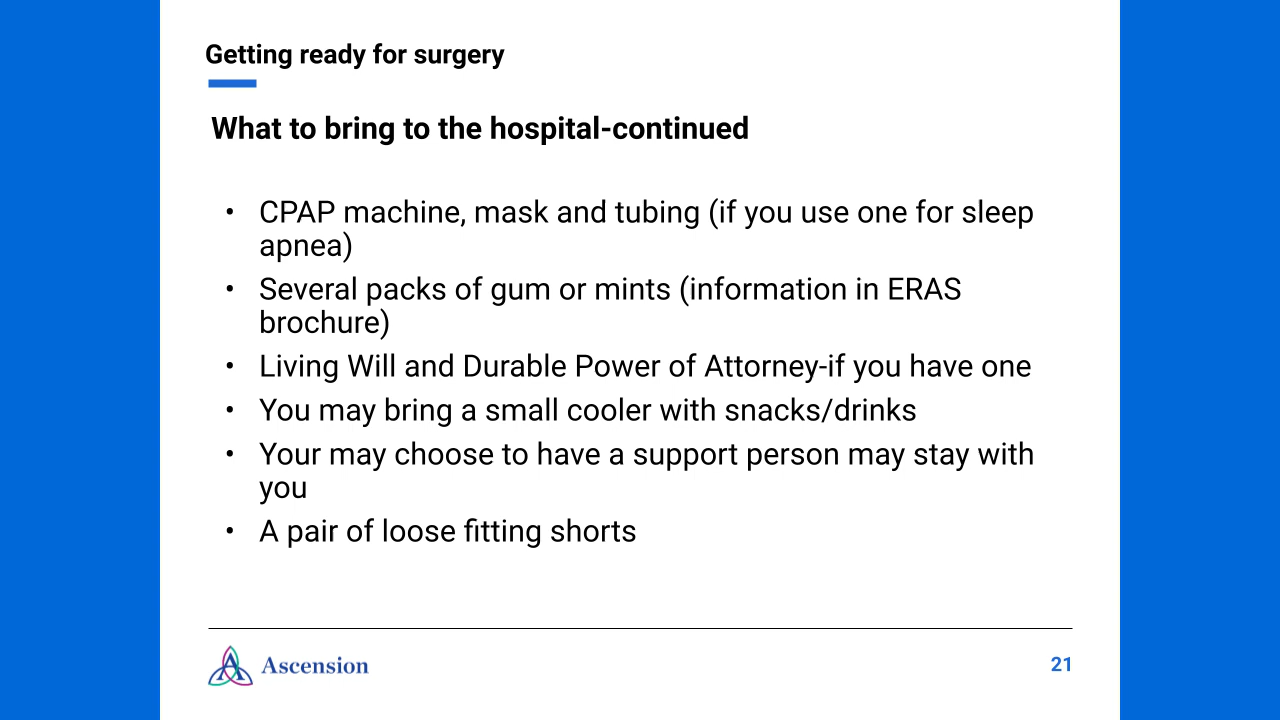 Getting ready for surgery
What to bring to the hospital-continued
• CPAP machine, mask and tubing (if you use one for sleep
apnea)
• Several packs of gum or mints (information in ERAS
brochure)
• Living Will and Durable Power of Attorney-if you have one
• You may bring a small cooler with snacks/drinks
• Your may choose to have a support person may stay with
you
• A pair of loose fitting shorts
Ascension
21